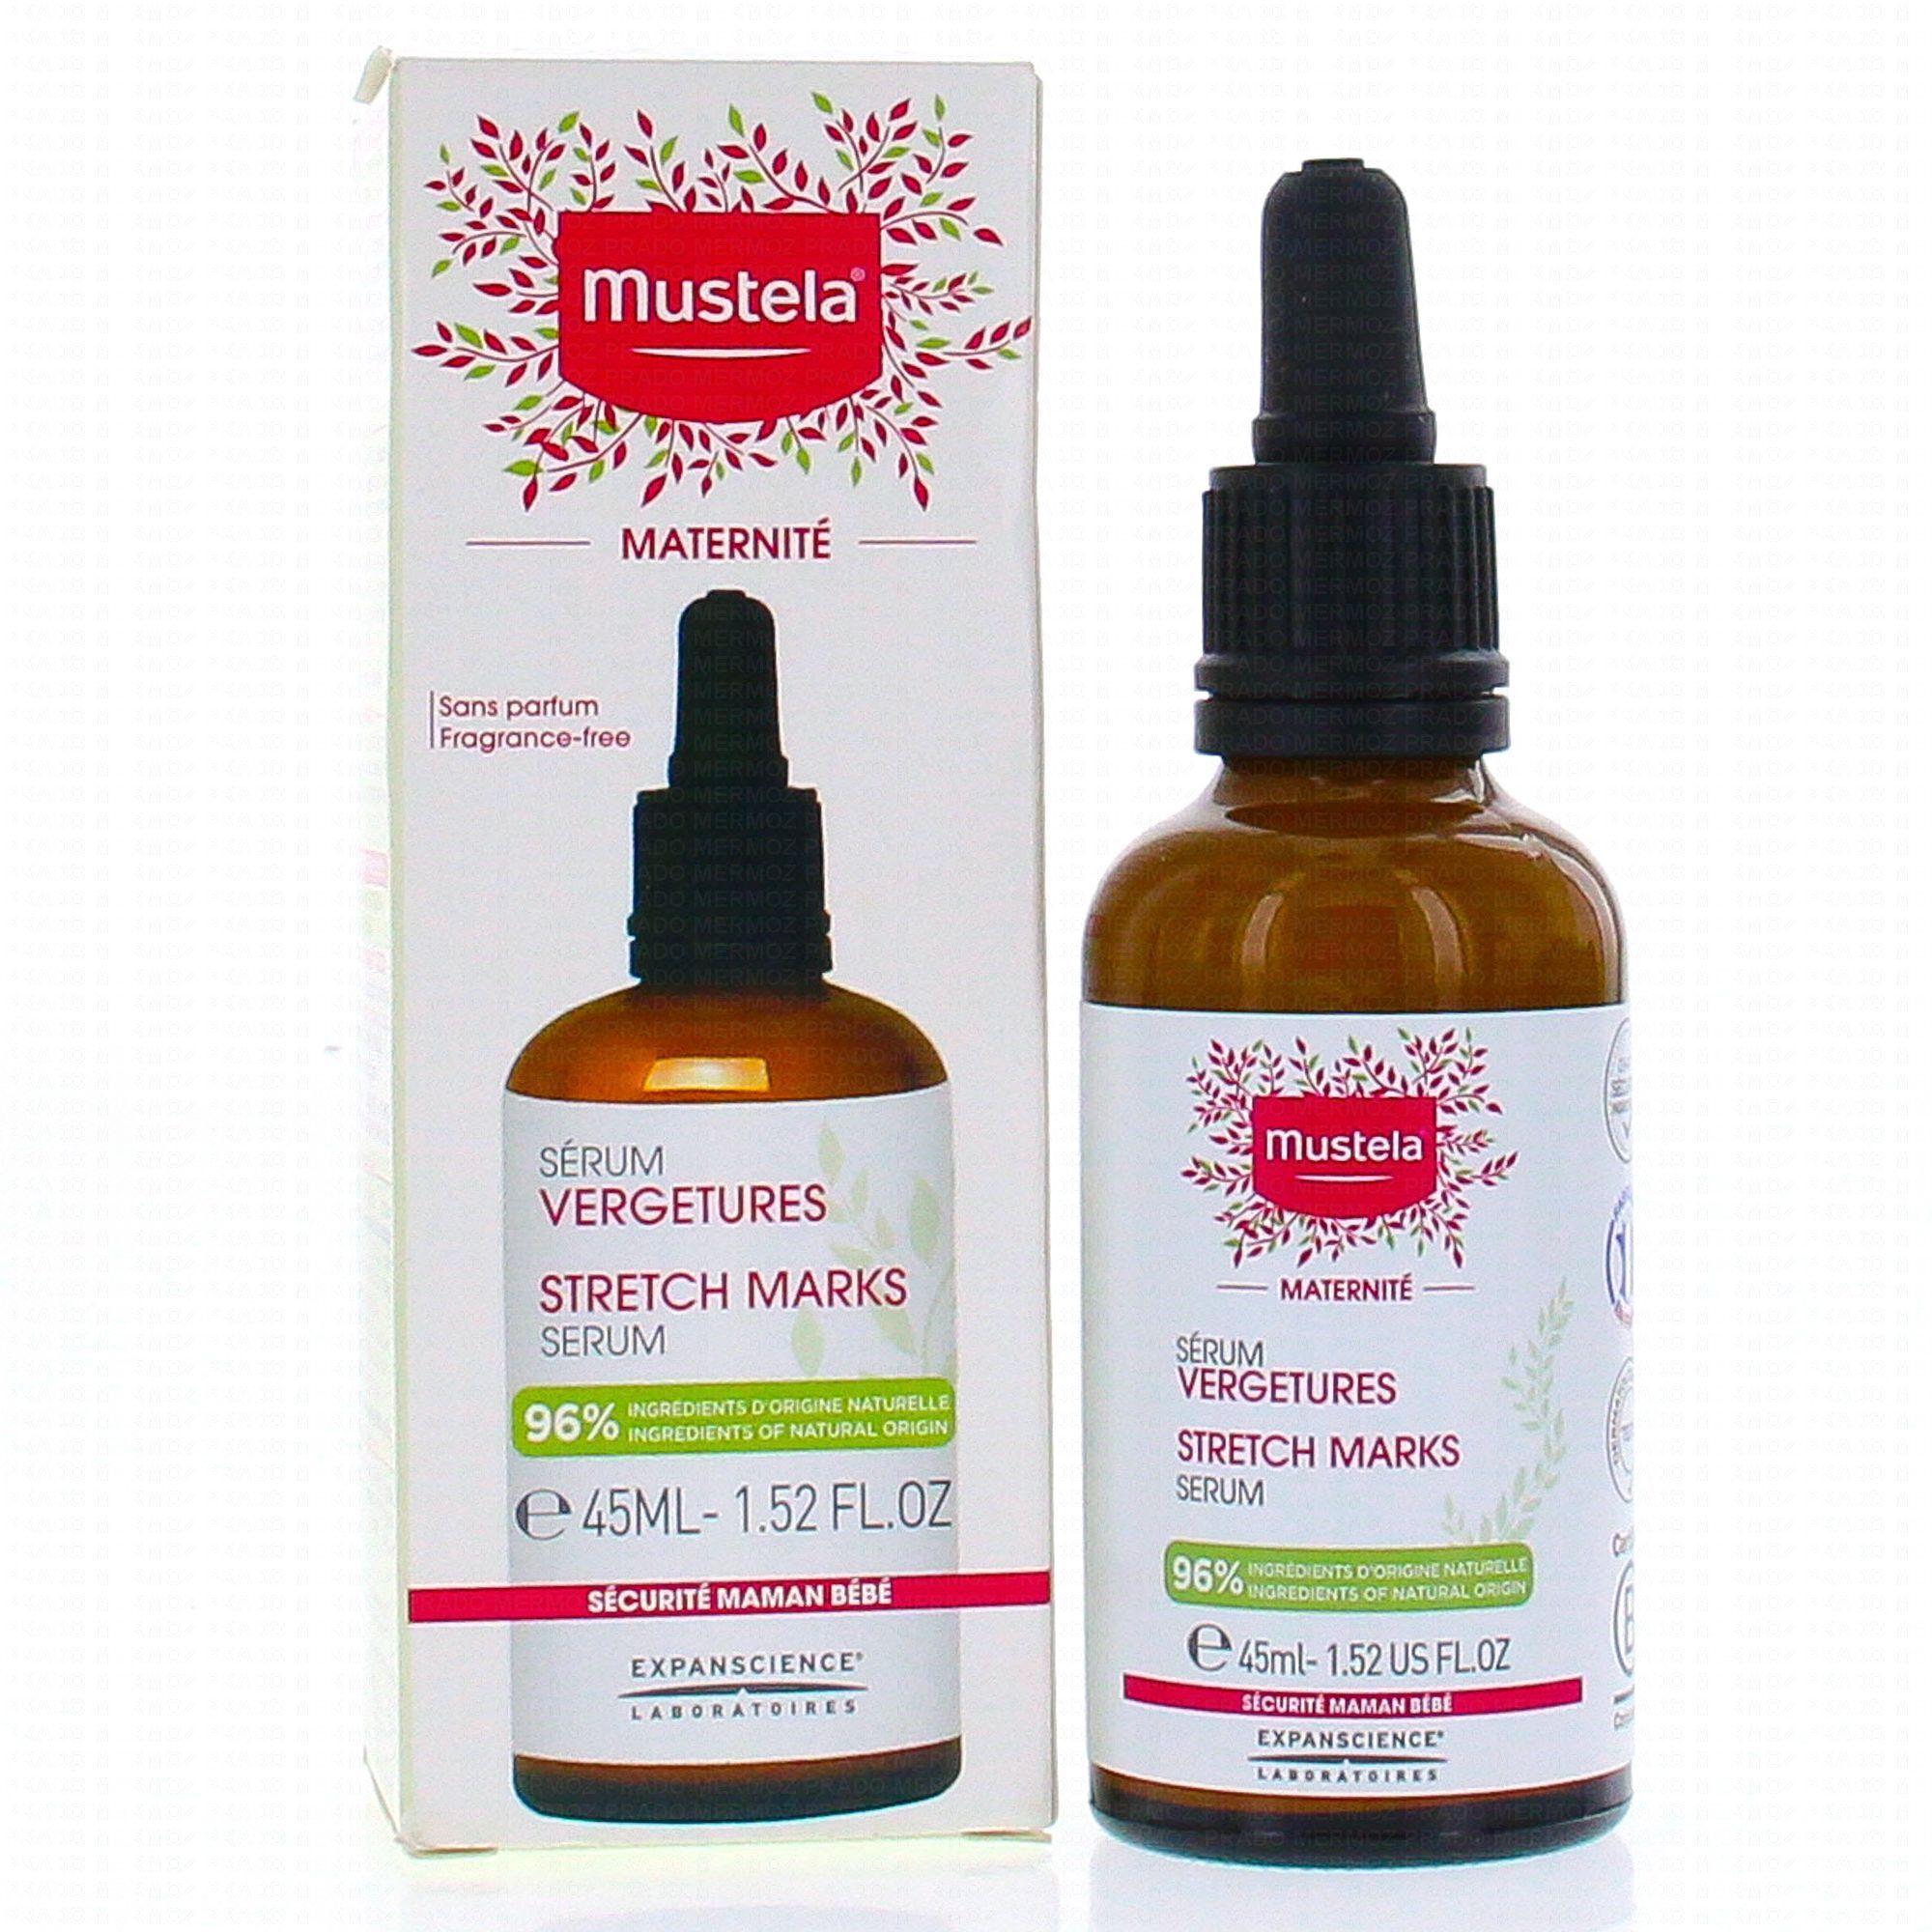 mustela®
MATERNITÉ
Sans parfum
Fragrance-free
SÉRUM
VERGETURES
STRETCH MARKS
SERUM
96% INGRÉDIENTS D'ORIGINE NATURELLE
INGREDIENTS OF NATURAL ORIGIN
℮ 45ML- 1.52 FL.OZ
SÉCURITÉ MAMAN BÉBÉ
EXPANSCIENCE®
LABORATOIRES
mustela
MATERNITÉ
SÉRUM
VERGETURES
STRETCH MARKS
SERUM
96% INGRÉDIENTS D'ORIGINE NATURELLE
INGREDIENTS OF NATURAL ORIGIN
℮ 45ml- 1.52 US FL.OZ
SÉCURITÉ MAMAN BÉBÉ
EXPANSCIENCE®
LABORATOIRES